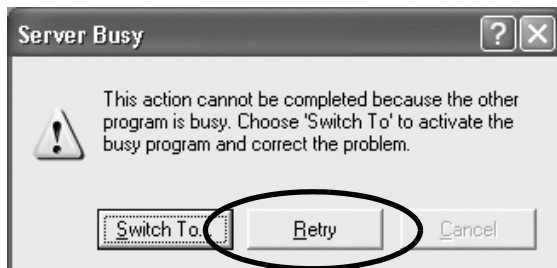 Server Busy
This action cannot be completed because the other
program is busy. Choose 'Switch To' to activate the
busy program and correct the problem.
Switch To... Retry Cancel